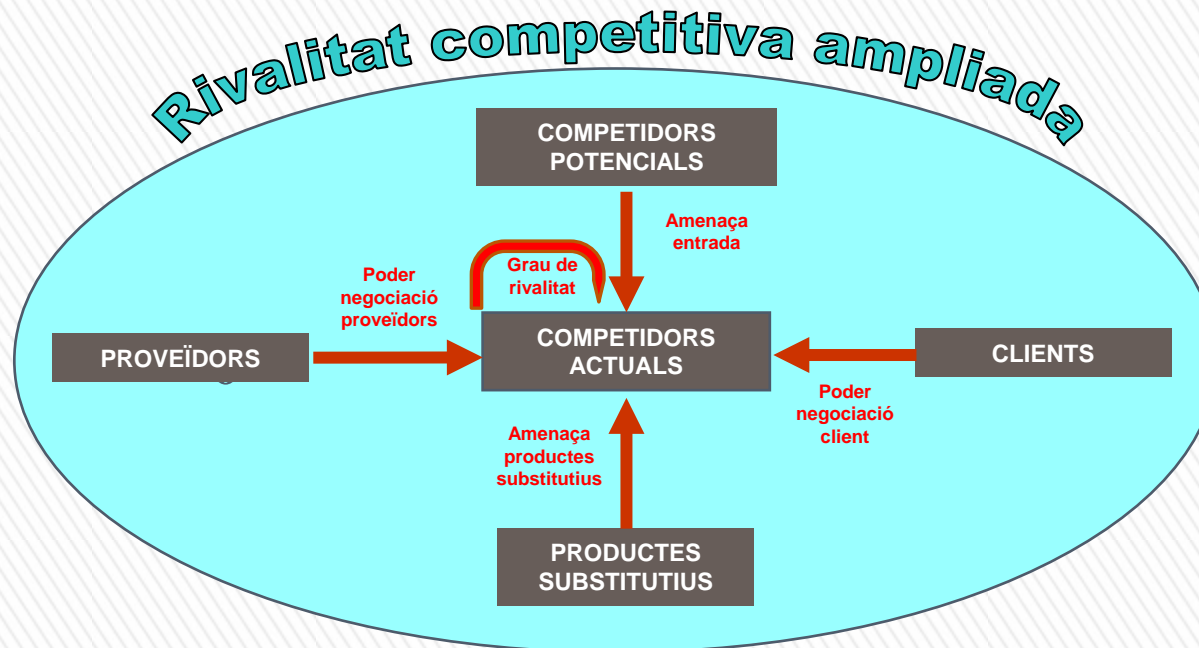 Rivalitat competitiva ampliada
COMPETIDORS
POTENCIALS
Amenaça
entrada
Grau de
rivalitat
Poder
negociació
proveïdors
PROVEÏDORS
COMPETIDORS
ACTUALS
CLIENTS
Poder
negociació
client
Amenaça
productes
substitutius
PRODUCTES
SUBSTITUTIUS